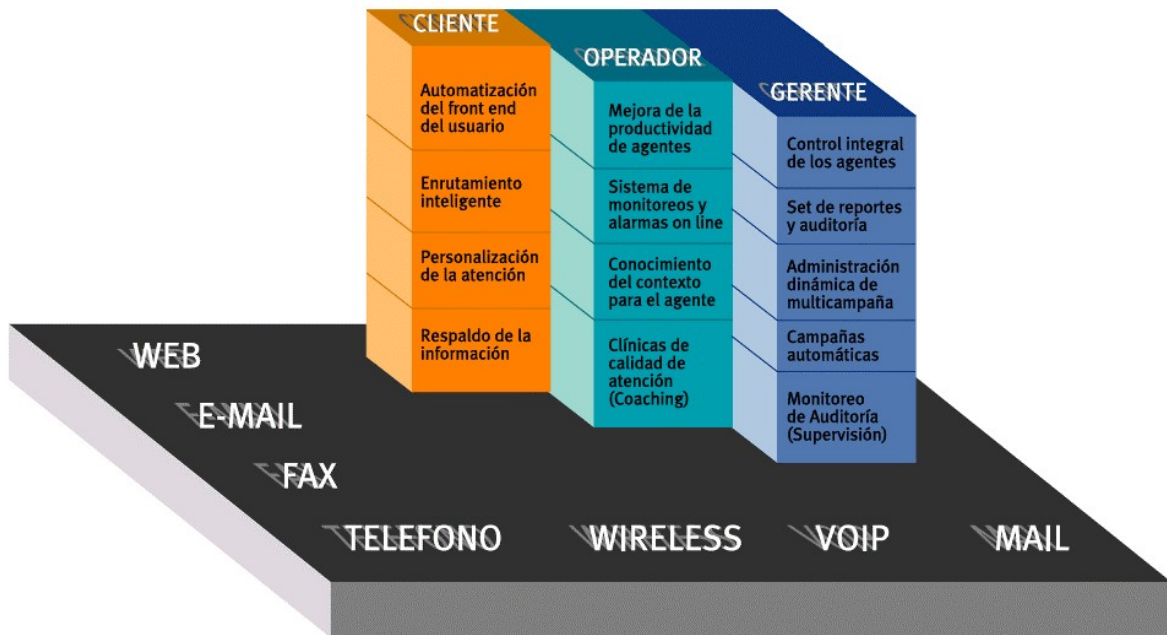 CLIENTE
Automatización
del front end
del usuario
Enrutamiento
inteligente
Personalización
de la atención
Respaldo de la
información
OPERADOR
Mejora de la
productividad
de agentes
Sistema de
monitoreos y
alarmas on line
Conocimiento
del contexto
para el agente
Clínicas de
calidad de
atención
(Coaching)
GERENTE
Control integral
de los agentes
Set de reportes
y auditoría
Administración
dinámica de
multicampaña
Campañas
automáticas
Monitoreo
de Auditoría
(Supervisión)
WEB
E-MAIL
FAX
TELEFONO
WIRELESS
VOIP
MAIL